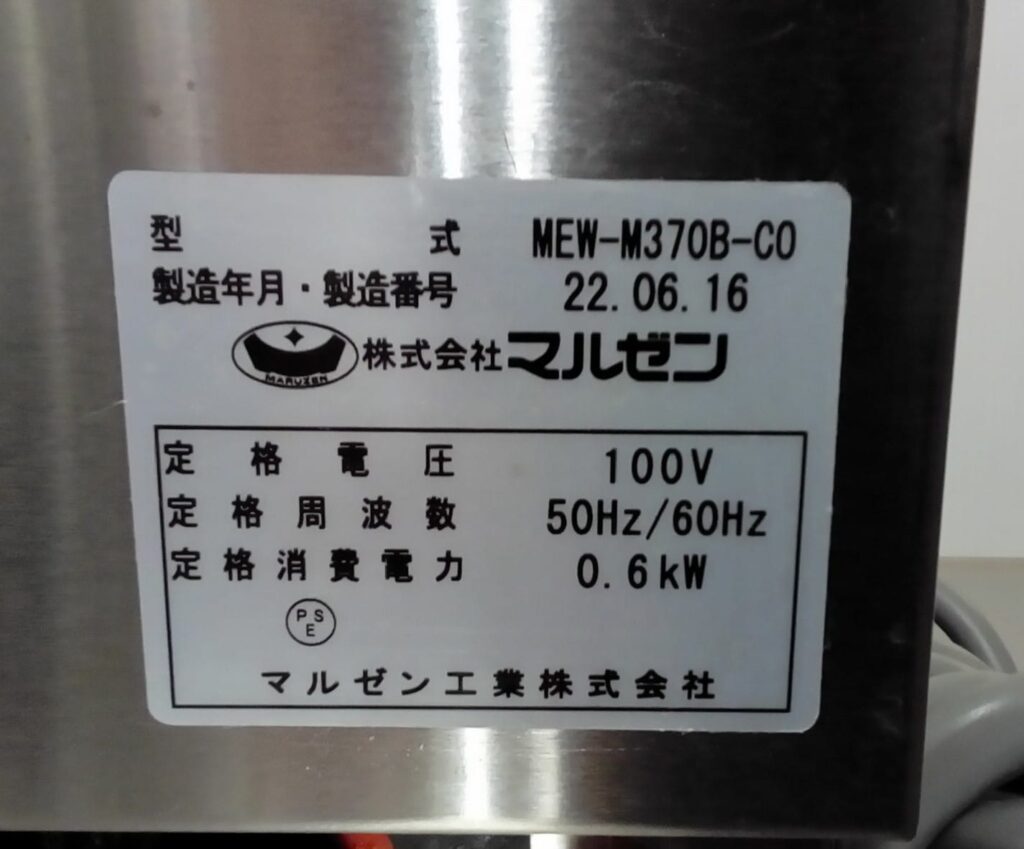 型式 MEW-M370B-CO
製造年月・製造番号 22.06.16
MARUZEN 株式会社マルゼン
定格電圧 100V
定格周波数 50Hz/60Hz
定格消費電力 0.6kW
PSE
マルゼン工業株式会社